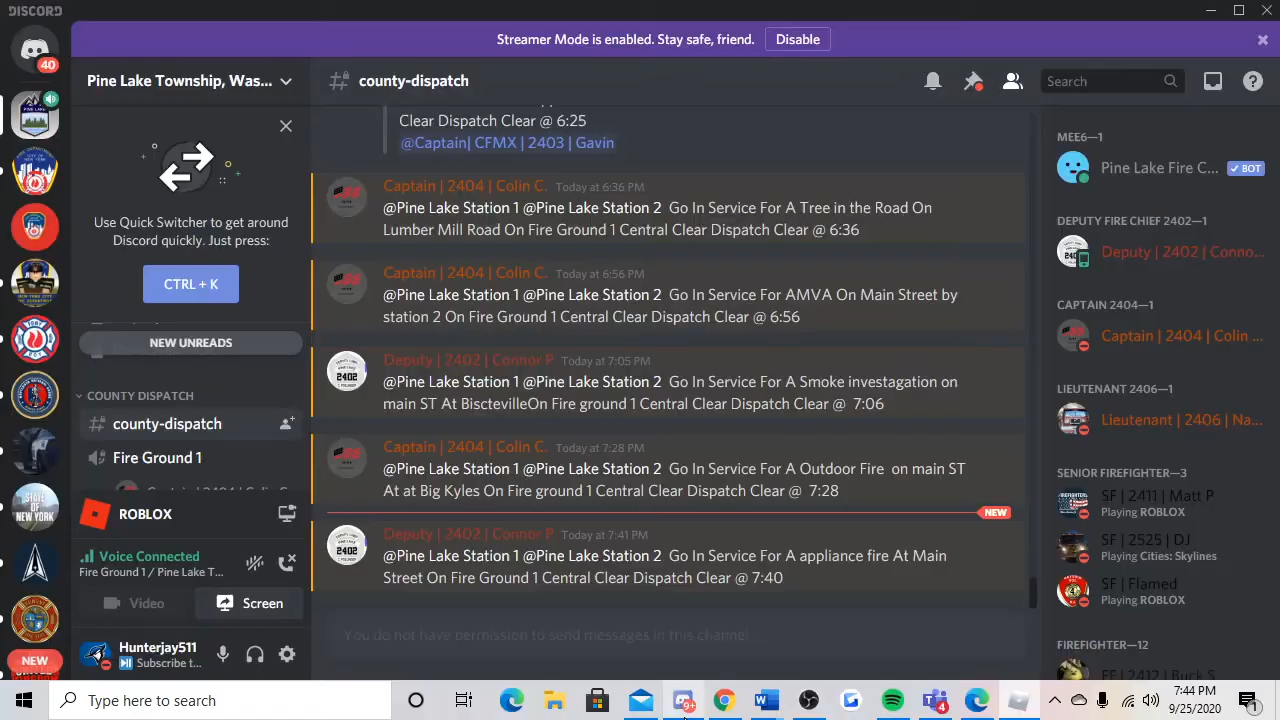 DISCORD
Streamer Mode is enabled. Stay safe, friend. Disable
40
Pine Lake Township, Was...
county-dispatch
Search
Use Quick Switcher to get around
Discord quickly. Just press:
CTRL + K
NEW UNREADS
COUNTY DISPATCH
county-dispatch
Fire Ground 1
ROBLOX
Voice Connected
Fire Ground 1 / Pine Lake T...
Video
Screen
Hunterjay511
Subscribe t...
NEW
Clear Dispatch Clear @ 6:25
@Captain| CFMX | 2403 | Gavin
Captain | 2404 | Colin C. Today at 6:36 PM
@Pine Lake Station 1 @Pine Lake Station 2 Go In Service For A Tree in the Road On
Lumber Mill Road On Fire Ground 1 Central Clear Dispatch Clear @ 6:36
Captain | 2404 | Colin C. Today at 6:56 PM
@Pine Lake Station 1 @Pine Lake Station 2 Go In Service For AMVA On Main Street by
station 2 On Fire Ground 1 Central Clear Dispatch Clear @ 6:56
Deputy | 2402 | Connor P Today at 7:05 PM
@Pine Lake Station 1 @Pine Lake Station 2 Go In Service For A Smoke investagation on
main ST At BisctevilleOn Fire ground 1 Central Clear Dispatch Clear @ 7:06
Captain | 2404 | Colin C. Today at 7:28 PM
@Pine Lake Station 1 @Pine Lake Station 2 Go In Service For A Outdoor Fire on main ST
At at Big Kyles On Fire ground 1 Central Clear Dispatch Clear @ 7:28
NEW
Deputy | 2402 | Connor P Today at 7:41 PM
@Pine Lake Station 1 @Pine Lake Station 2 Go In Service For A appliance fire At Main
Street On Fire Ground 1 Central Clear Dispatch Clear @ 7:40
You do not have permission to send messages in this channel
MEE6—1
Pine Lake Fire C... BOT
DEPUTY FIRE CHIEF 2402—1
Deputy | 2402 | Conno...
CAPTAIN 2404—1
Captain | 2404 | Colin ...
LIEUTENANT 2406—1
Lieutenant | 2406 | Na...
SENIOR FIREFIGHTER—3
SF | 2411 | Matt P
Playing ROBLOX
SF | 2525 | DJ
Playing Cities: Skylines
SF | Flamed
Playing ROBLOX
FIREFIGHTER—12
FF | 2412 | Buck S
Type here to search
9+
4
7:44 PM
9/25/2020
1